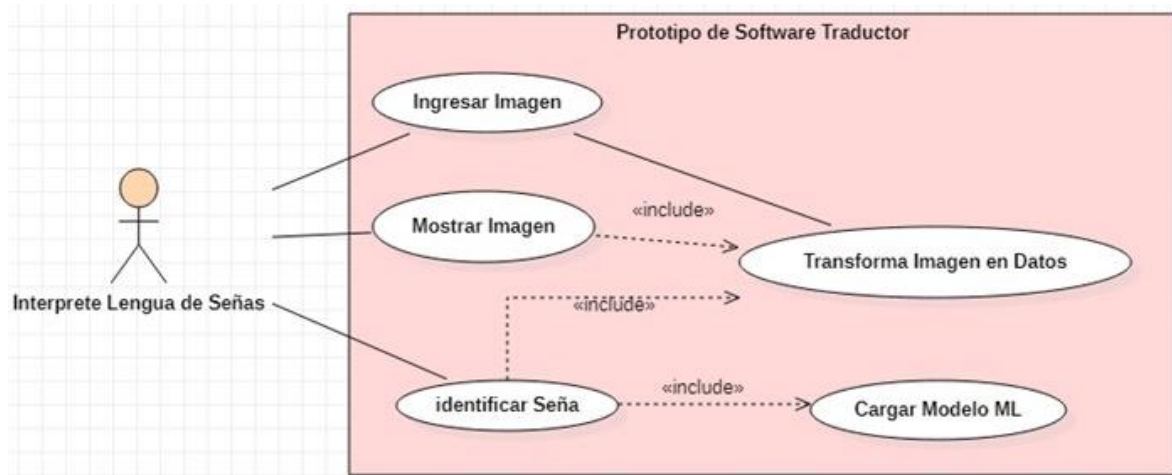 Prototipo de Software Traductor
Ingresar Imagen
«include»
Mostrar Imagen
Transforma Imagen en Datos
Interprete Lengua de Señas
«include»
«include»
identificar Seña
Cargar Modelo ML